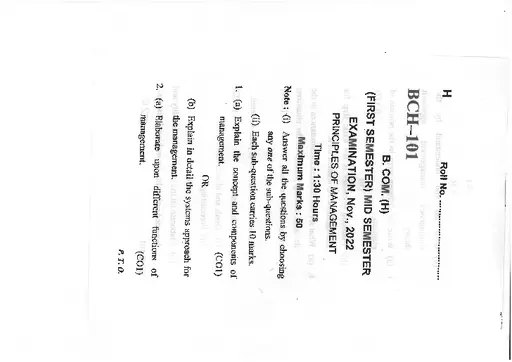 H Roll No. ..............................
BCH–101
B. COM. (H)
(FIRST SEMESTER) MID SEMESTER
EXAMINATION, Nov., 2022
PRINCIPLES OF MANAGEMENT
Time : 1:30 Hours
Maximum Marks : 50
Note : (i) Answer all the questions by choosing
any one of the sub-questions.
(ii) Each sub-question carries 10 marks.
1. (a) Explain the concept and components of
management. (CO1)
OR
(b) Explain in detail the systems approach for
the management. (CO1)
2. (a) Elaborate upon different functions of
management. (CO1)
P. T. O.